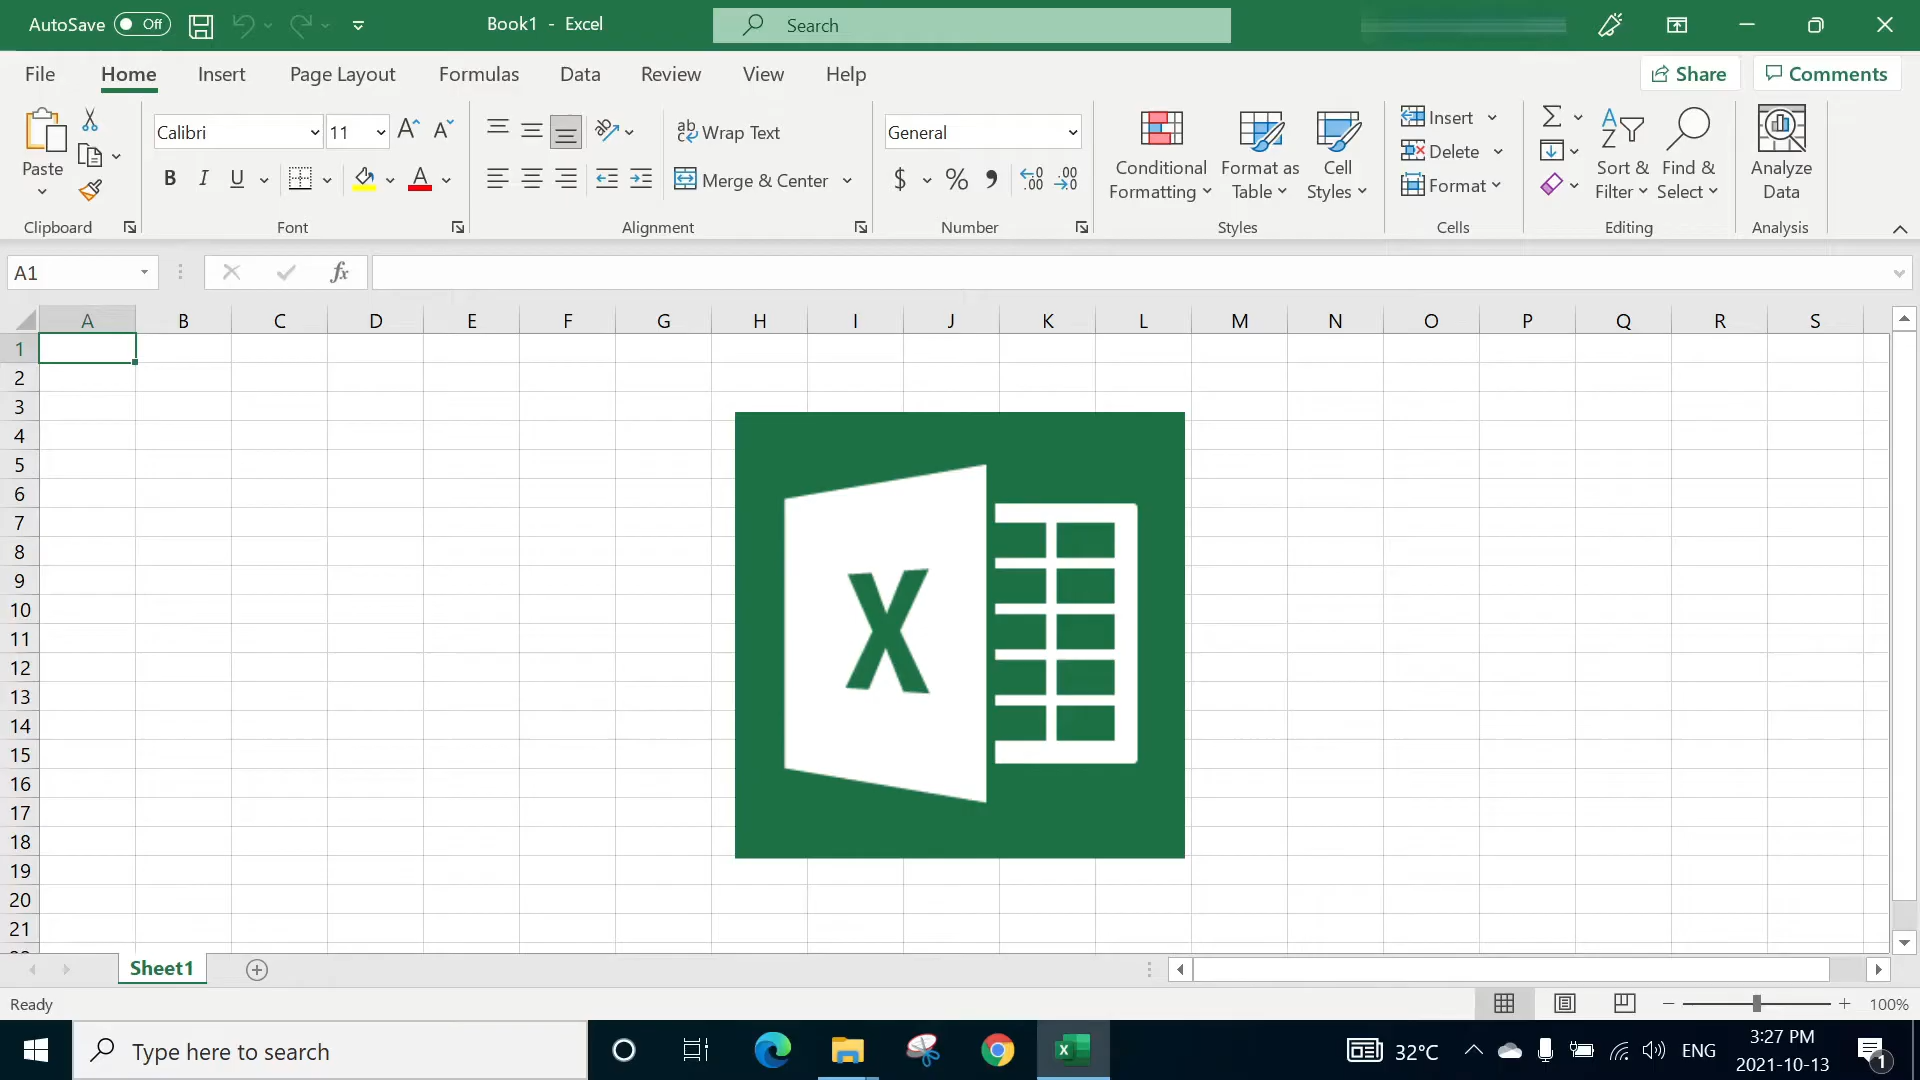 AutoSave Off Book1 - Excel Search
File Home Insert Page Layout Formulas Data Review View Help Share Comments
Paste
Clipboard
Calibri 11 A A
B I U A
Font
ab c Wrap Text
Merge & Center
Alignment
General
$ % , .00 .00
Number
Conditional
Formatting
Format as
Table
Cell
Styles
Styles
Insert
Delete
Format
Cells
Σ
A Z
Sort &
Filter
Find &
Select
Editing
Analyze
Data
Analysis
A1 fx
A B C D E F G H I J K L M N O P Q R S
1
2
3
4
5
6
7
8
9
10
11
12
13
14
15
16
17
18
19
20
21
X
Sheet1
Ready 100%
Type here to search 32°C ENG 3:27 PM
2021-10-13 1